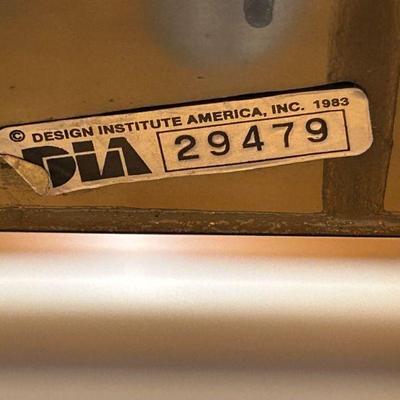 © DESIGN INSTITUTE AMERICA, INC. 1983
DIA 29479